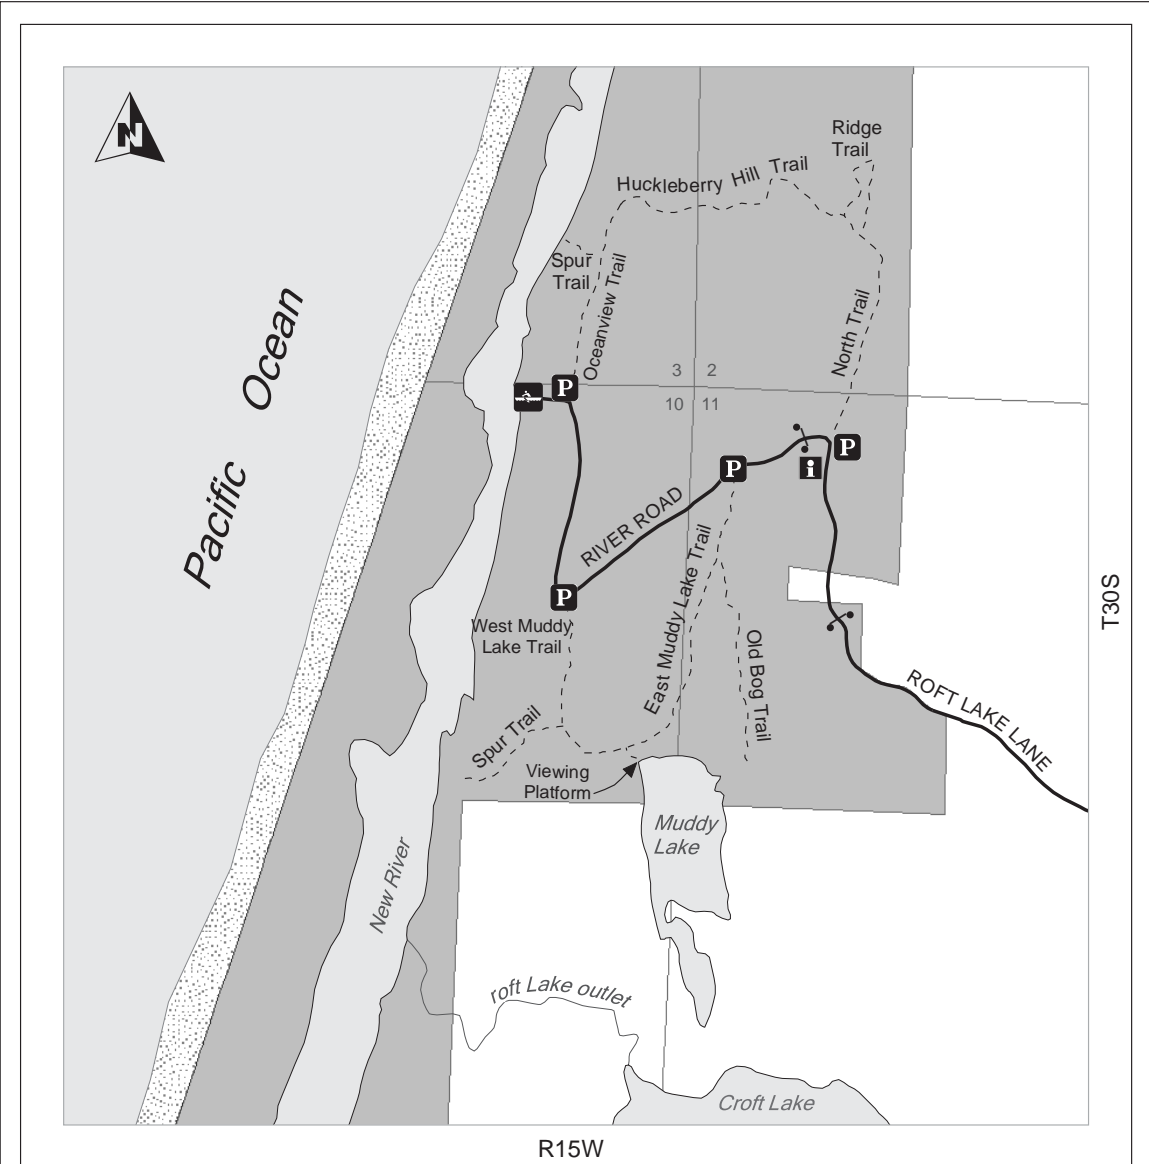 N
Ridge
Trail
Huckleberry Hill Trail
Spur
Trail
Oceanview Trail
North Trail
Pacific Ocean
3 2
10 11
P
P
P
i
RIVER ROAD
P
West Muddy
Lake Trail
East Muddy Lake Trail
Old Bog Trail
T30S
ROFT LAKE LANE
Spur Trail
Viewing
Platform
Muddy
Lake
New River
roft Lake outlet
Croft Lake
R15W